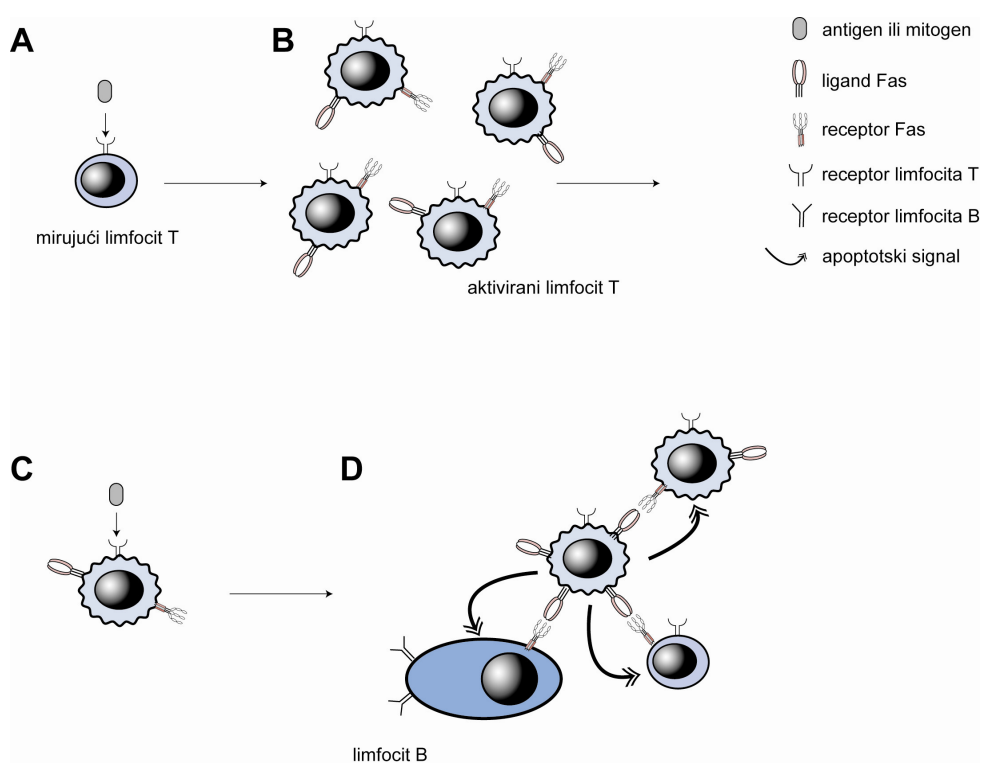 A
B
antigen ili mitogen
ligand Fas
receptor Fas
receptor limfocita T
receptor limfocita B
apoptotski signal
mirujući limfocit T
aktivirani limfocit T
C
D
limfocit B